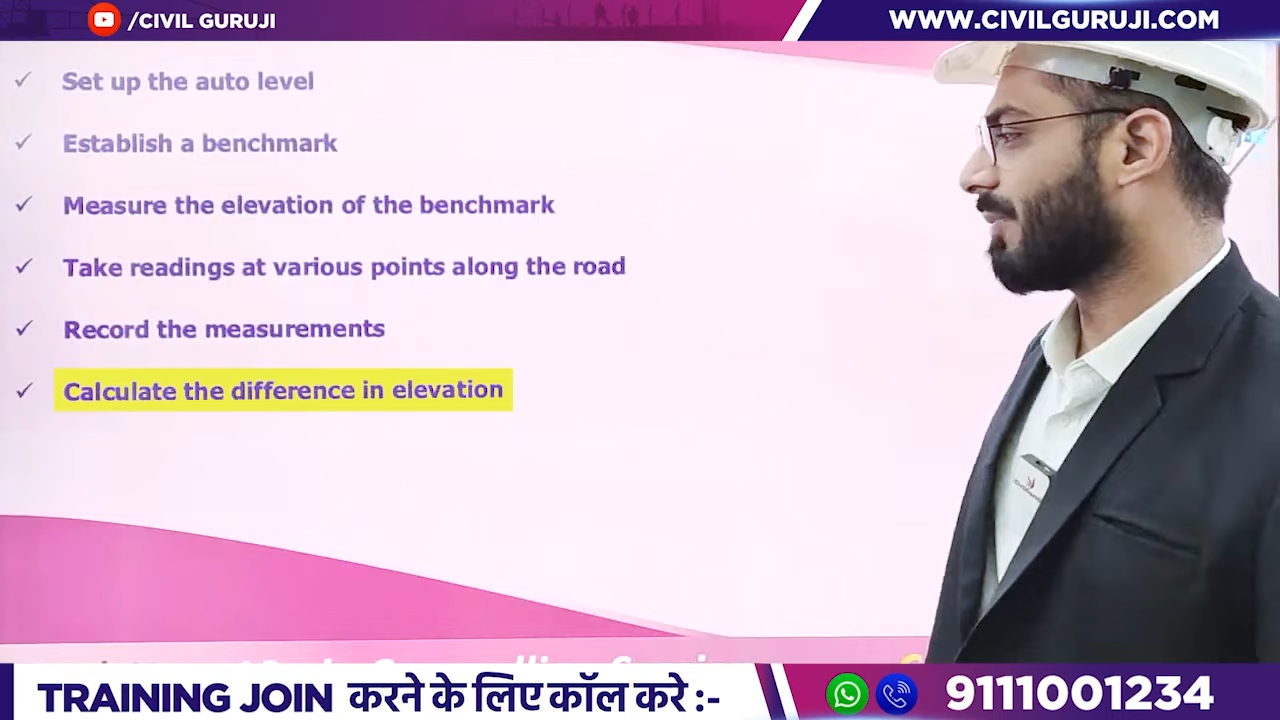 /CIVIL GURUJI
WWW.CIVILGURUJI.COM
✓ Set up the auto level
✓ Establish a benchmark
✓ Measure the elevation of the benchmark
✓ Take readings at various points along the road
✓ Record the measurements
✓ Calculate the difference in elevation
TRAINING JOIN करने के लिए कॉल करे :-
9111001234